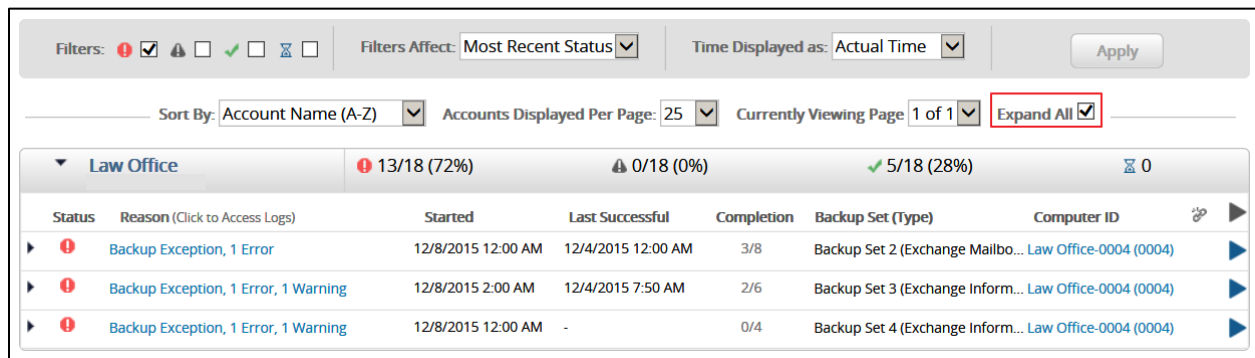 Filters: Filters Affect: Most Recent Status Time Displayed as: Actual Time Apply
Sort By: Account Name (A-Z) Accounts Displayed Per Page: 25 Currently Viewing Page 1 of 1 Expand All
Law Office 13/18 (72%) 0/18 (0%) 5/18 (28%) 0
Status Reason (Click to Access Logs) Started Last Successful Completion Backup Set (Type) Computer ID
Backup Exception, 1 Error 12/8/2015 12:00 AM 12/4/2015 12:00 AM 3/8 Backup Set 2 (Exchange Mailbo... Law Office-0004 (0004)
Backup Exception, 1 Error, 1 Warning 12/8/2015 2:00 AM 12/4/2015 7:50 AM 2/6 Backup Set 3 (Exchange Inform... Law Office-0004 (0004)
Backup Exception, 1 Error, 1 Warning 12/8/2015 12:00 AM - 0/4 Backup Set 4 (Exchange Inform... Law Office-0004 (0004)